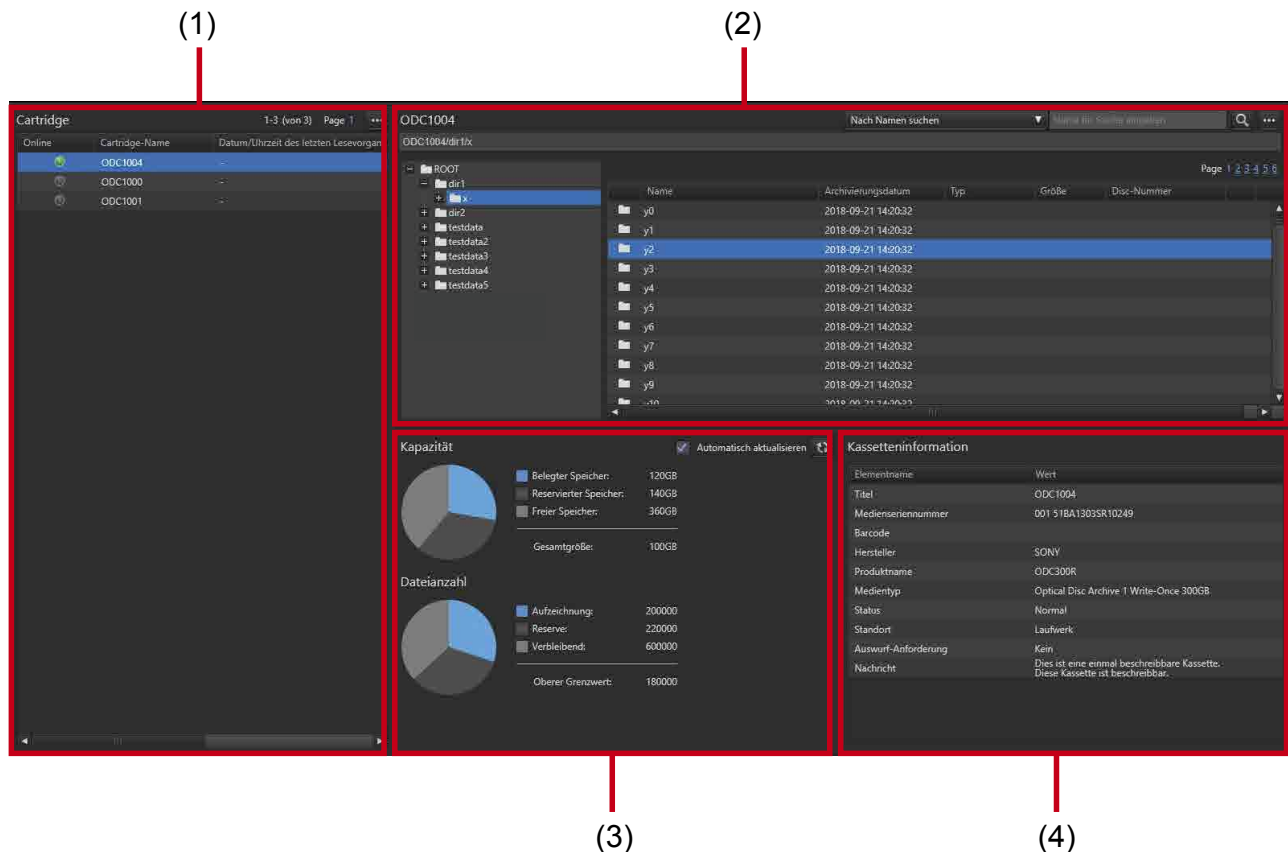 (1)
(2)
Cartridge 1-3 (von 3) Page 1
Online Cartridge-Name Datum/Uhrzeit des letzten Lesevorgan
ODC1004 -
ODC1000 -
ODC1001 -
ODC1004 Nach Namen suchen
ODC1004/dir1/x
Page 1 2 3 4 5 6
ROOT
dir1
x
dir2
testdata
testdata2
testdata3
testdata4
testdata5
Name Archivierungsdatum Typ Größe Disc-Nummer
y0 2018-09-21 14:20:32
y1 2018-09-21 14:20:32
y2 2018-09-21 14:20:32
y3 2018-09-21 14:20:32
y4 2018-09-21 14:20:32
y5 2018-09-21 14:20:32
y6 2018-09-21 14:20:32
y7 2018-09-21 14:20:32
y8 2018-09-21 14:20:32
y9 2018-09-21 14:20:32
y10 2018-09-21 14:20:32
Kapazität Automatisch aktualisieren
Belegter Speicher: 120GB
Reservierter Speicher: 140GB
Freier Speicher: 360GB
Gesamtgröße: 100GB
Dateianzahl
Aufzeichnung: 200000
Reserve: 220000
Verbleibend: 600000
Oberer Grenzwert: 180000
Kassetteninformation
Elementname Wert
Titel ODC1004
Medienseriennummer 001 51BA1303SR10249
Barcode
Hersteller SONY
Produktname ODC300R
Medientyp Optical Disc Archive 1 Write-Once 300GB
Status Normal
Standort Laufwerk
Auswurf-Anforderung Kein
Nachricht Dies ist eine einmal beschreibbare Kassette.
Diese Kassette ist beschreibbar.
(3)
(4)